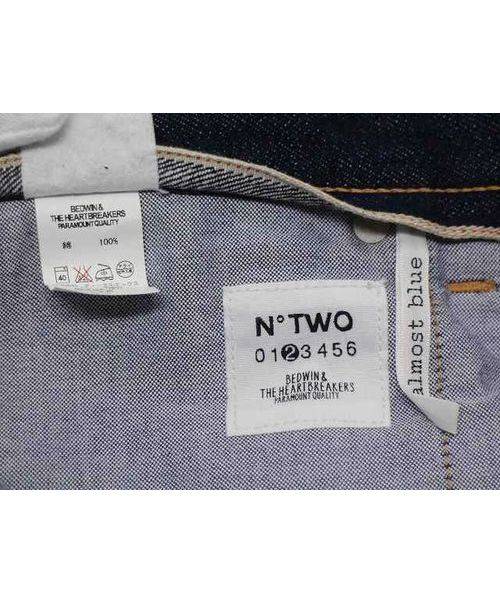 BEDWIN &
THE HEARTBREAKERS
PARAMOUNT QUALITY
綿 100%
40
N°TWO
0123456
BEDWIN &
THE HEARTBREAKERS
PARAMOUNT QUALITY
almost blue